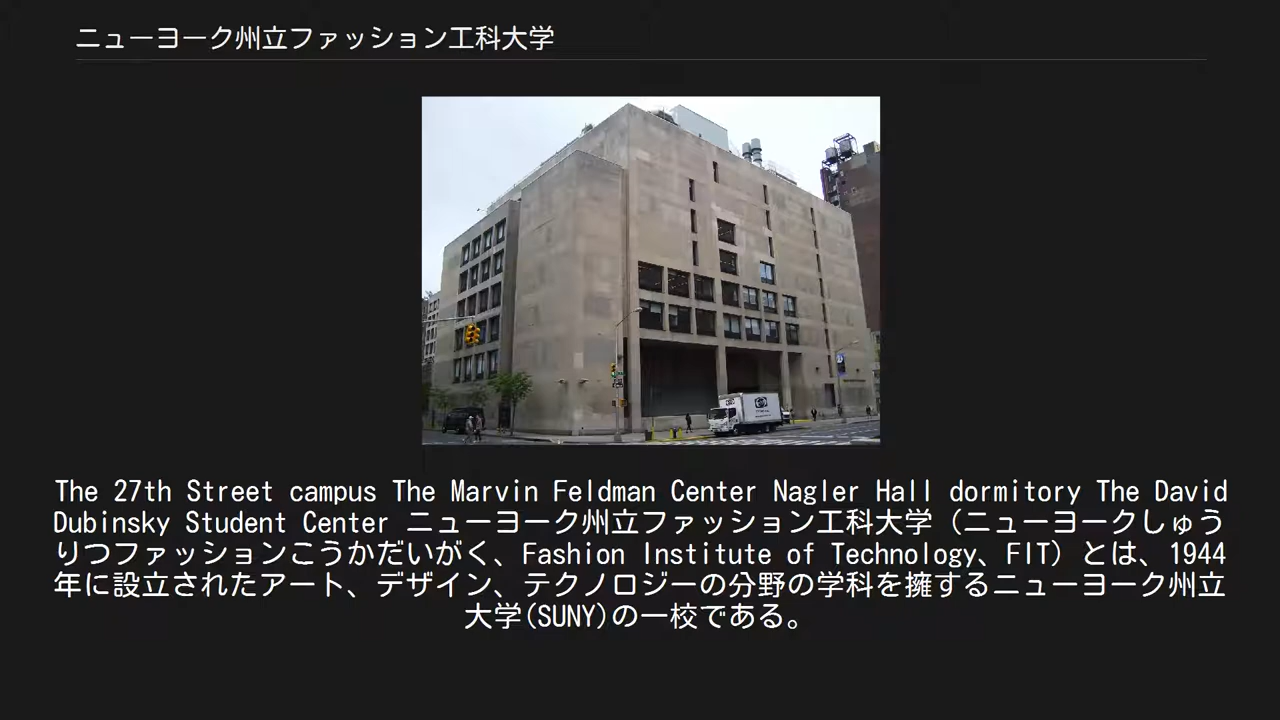 ニューヨーク州立ファッション工科大学
The 27th Street campus The Marvin Feldman Center Nagler Hall dormitory The David
Dubinsky Student Center ニューヨーク州立ファッション工科大学（ニューヨークしゅう
りつファッションこうかだいがく、Fashion Institute of Technology、FIT）とは、1944
年に設立されたアート、デザイン、テクノロジーの分野の学科を擁するニューヨーク州立
大学(SUNY)の一校である。